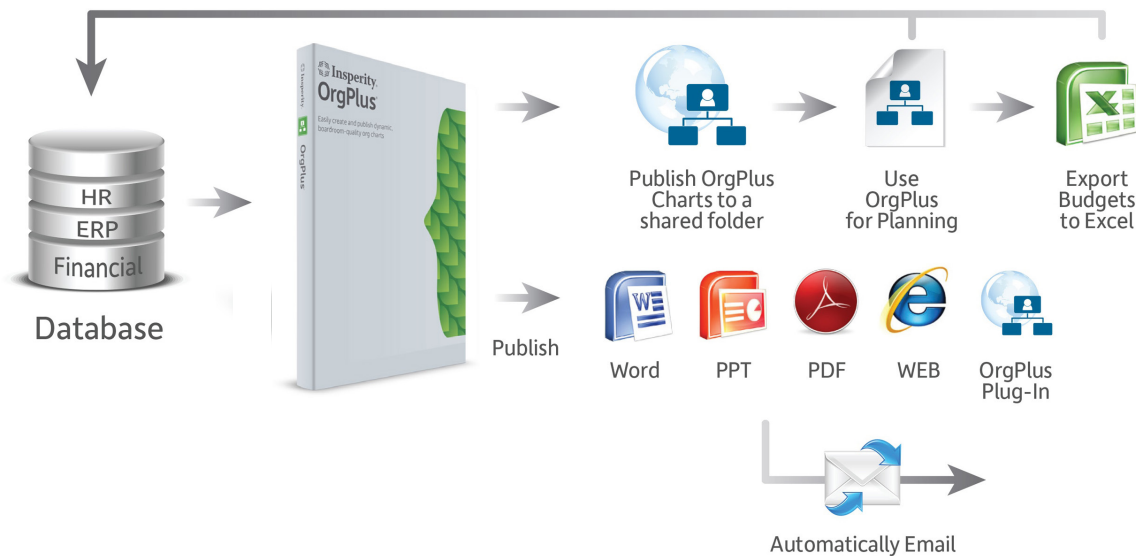 HR
ERP
Financial
Database
Insperity
OrgPlus
Insperity
OrgPlus®
Easily create and publish dynamic,
boardroom-quality org charts
Publish OrgPlus
Charts to a
shared folder
Use
OrgPlus
for Planning
Export
Budgets
to Excel
Publish
Word
PPT
PDF
WEB
OrgPlus
Plug-In
Automatically Email